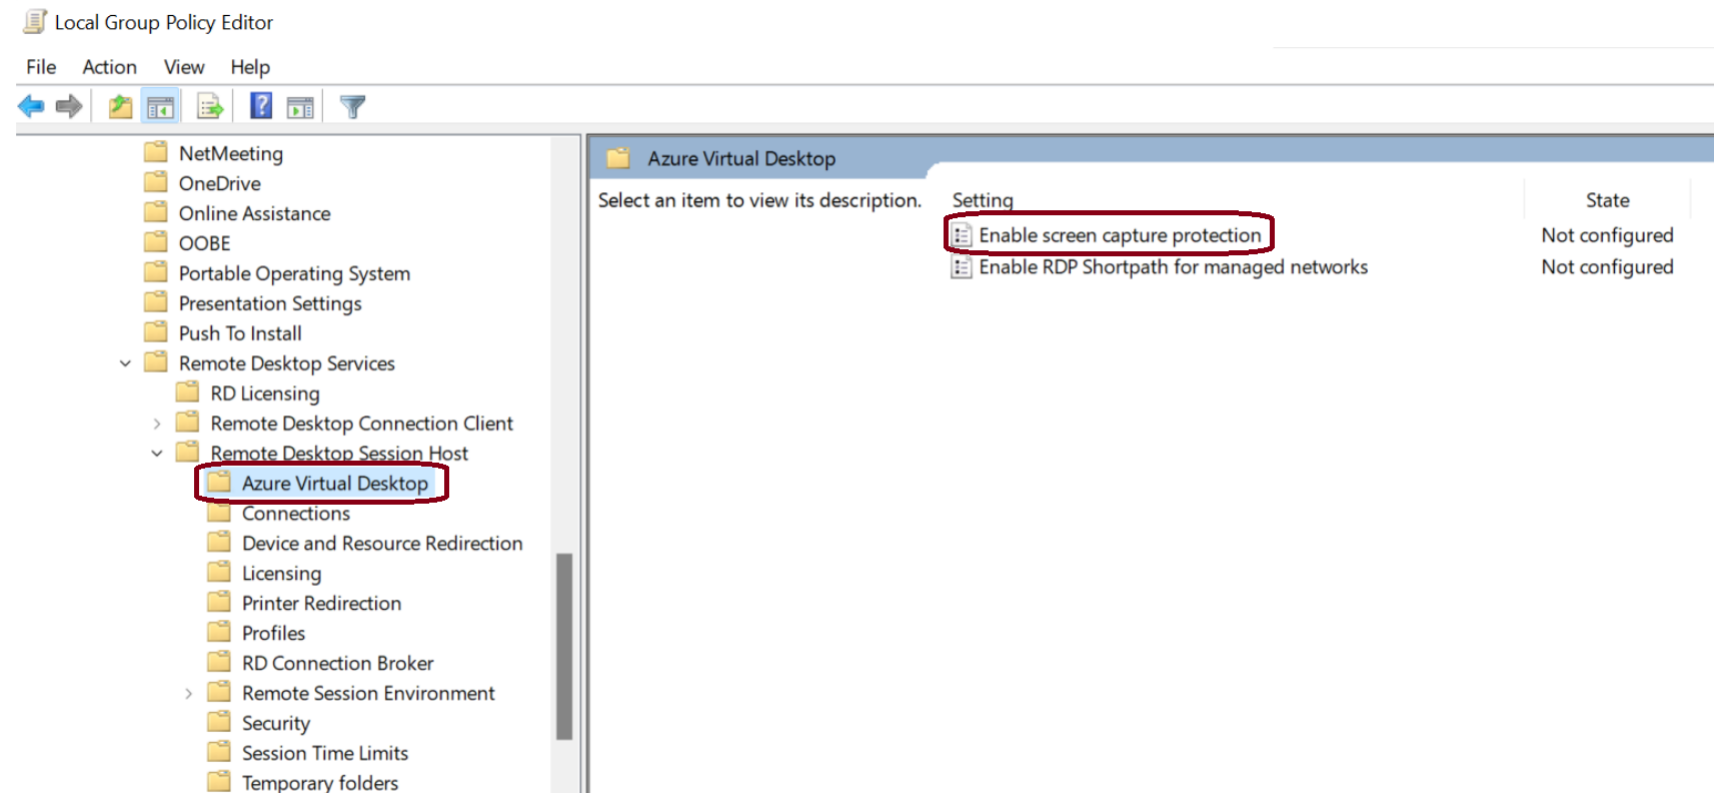 Local Group Policy Editor
File Action View Help
NetMeeting
OneDrive
Online Assistance
OOBE
Portable Operating System
Presentation Settings
Push To Install
Remote Desktop Services
RD Licensing
Remote Desktop Connection Client
Remote Desktop Session Host
Azure Virtual Desktop
Connections
Device and Resource Redirection
Licensing
Printer Redirection
Profiles
RD Connection Broker
Remote Session Environment
Security
Session Time Limits
Temporary folders
Azure Virtual Desktop
Select an item to view its description.
Setting State
Enable screen capture protection Not configured
Enable RDP Shortpath for managed networks Not configured